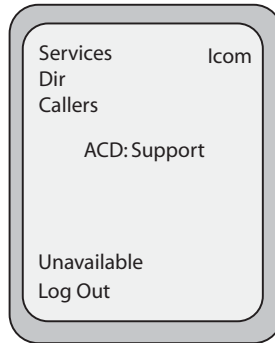 Services Icom
Dir
Callers
ACD: Support
Unavailable
Log Out